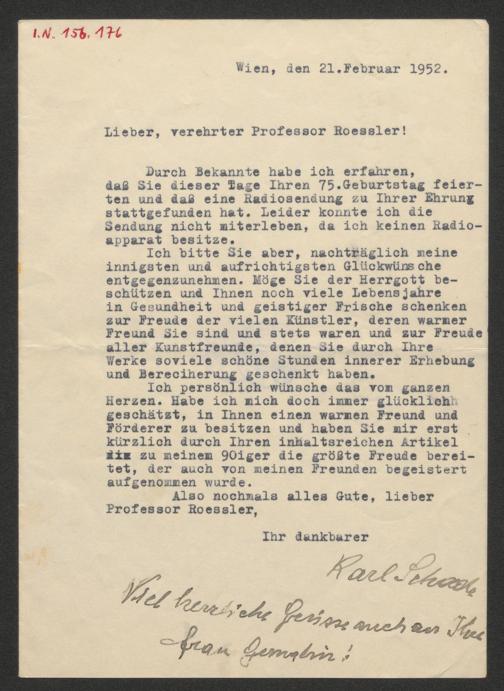 I.N. 156.176
Wien, den 21.Februar 1952.
Lieber, verehrter Professor Roessler!
Durch Bekannte habe ich erfahren,
daß Sie dieser Tage Ihren 75.Geburtstag feier-
ten und daß eine Radiosendung zu Ihrer Ehrung
stattgefunden hat. Leider konnte ich die
Sendung nicht miterleben, da ich keinen Radio-
apparat besitze.
Ich bitte Sie aber, nachträglich meine
innigsten und aufrichtigsten Glückwünsche
entgegenzunehmen. Möge Sie der Herrgott be-
schützen und Ihnen noch viele Lebensjahre
in Gesundheit und geistiger Frische schenken
zur Freude der vielen Künstler, deren warmer
Freund Sie sind und stets waren und zur Freude
aller Kunstfreunde, denen Sie durch Ihre
Werke soviele schöne Stunden innerer Erhebung
und Bereciherung geschenkt haben.
Ich persönlich wünsche das vom ganzen
Herzen. Habe ich mich doch immer glücklichh
geschätzt, in Ihnen einen warmen Freund und
Förderer zu besitzen und haben Sie mir erst
kürzlich durch Ihren inhaltsreichen Artikel
zu meinem 90iger die größte Freude berei-
tet, der auch von meinen Freunden begeistert
aufgenommen wurde.
Also nochmals alles Gute, lieber
Professor Roessler,
Ihr dankbarer
Karl
Viel herzliche Grüsse auch an Ihre
Frau Gemahlin!